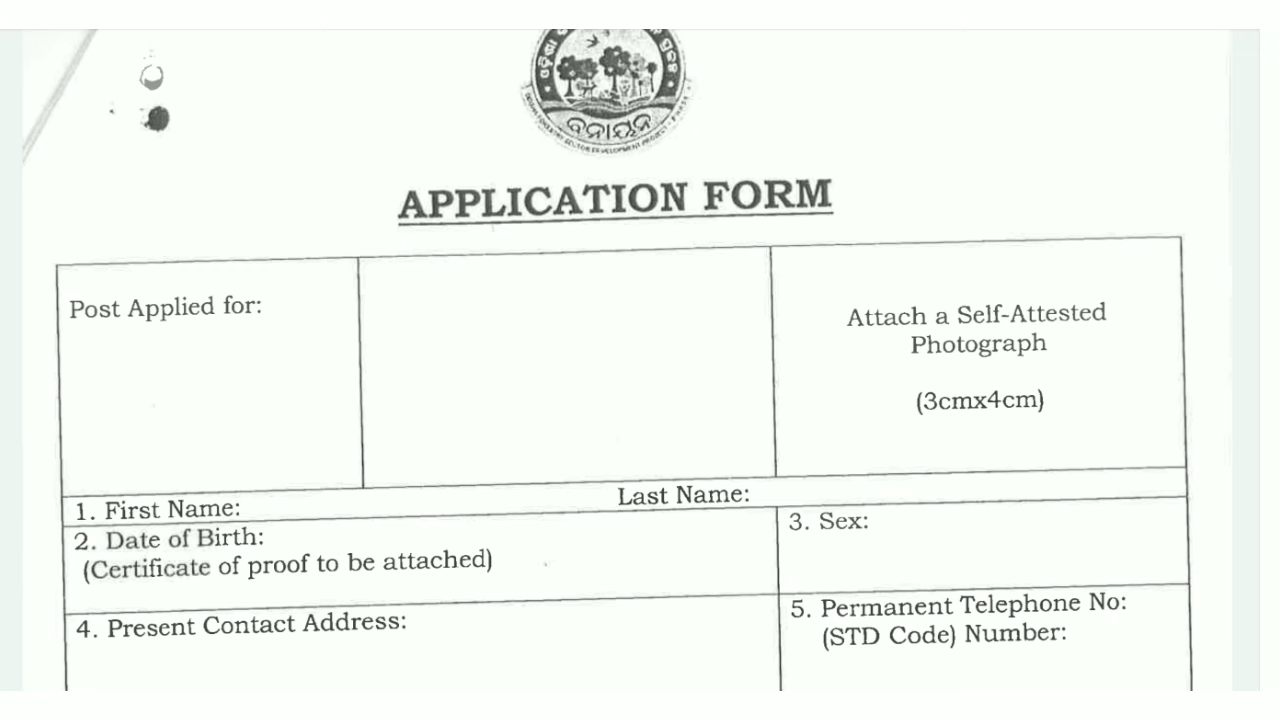 ବନାୟନ
APPLICATION FORM
Post Applied for:
Attach a Self-Attested
Photograph
(3cmx4cm)
1. First Name:
Last Name:
2. Date of Birth:
(Certificate of proof to be attached)
3. Sex:
4. Present Contact Address:
5. Permanent Telephone No:
(STD Code) Number: